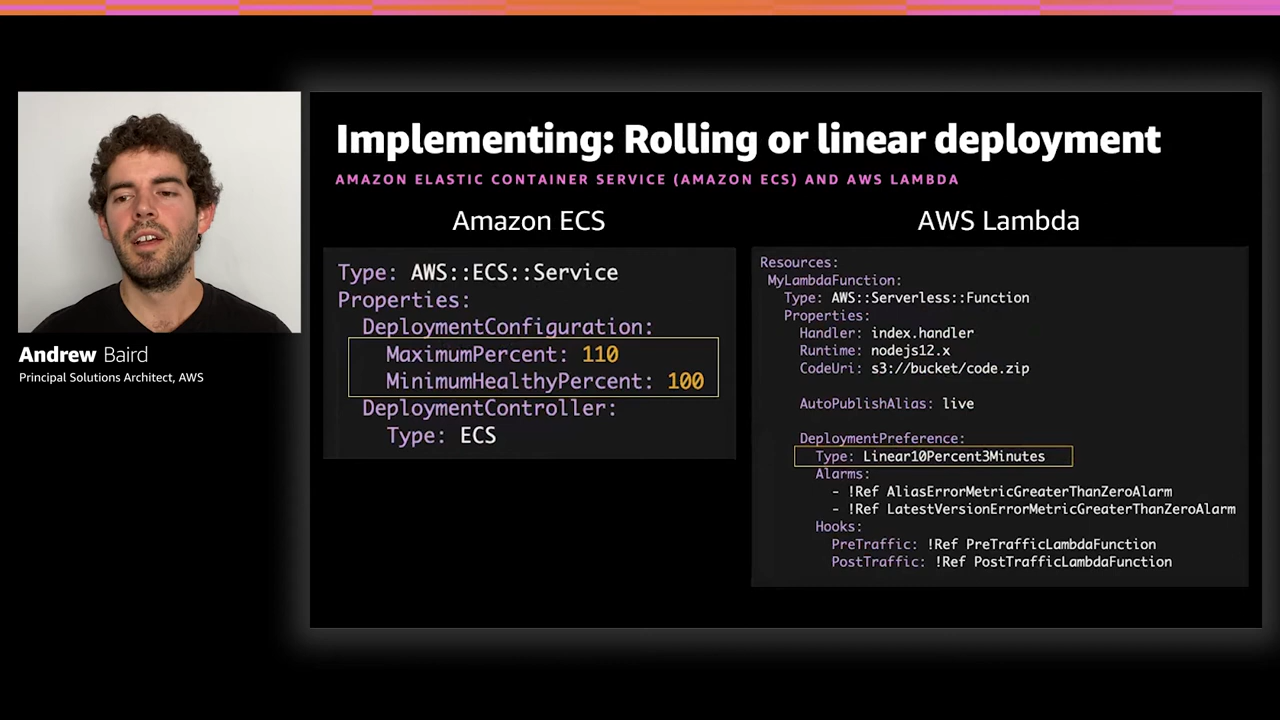 Implementing: Rolling or linear deployment
AMAZON ELASTIC CONTAINER SERVICE (AMAZON ECS) AND AWS LAMBDA
Amazon ECS
Type: AWS::ECS::Service
Properties:
DeploymentConfiguration:
MaximumPercent: 110
MinimumHealthyPercent: 100
DeploymentController:
Type: ECS
AWS Lambda
Resources:
MyLambdaFunction:
Type: AWS::Serverless::Function
Properties:
Handler: index.handler
Runtime: nodejs12.x
CodeUri: s3://bucket/code.zip
AutoPublishAlias: live
DeploymentPreference:
Type: Linear10Percent3Minutes
Alarms:
- !Ref AliasErrorMetricGreaterThanZeroAlarm
- !Ref LatestVersionErrorMetricGreaterThanZeroAlarm
Hooks:
PreTraffic: !Ref PreTrafficLambdaFunction
PostTraffic: !Ref PostTrafficLambdaFunction
Andrew Baird
Principal Solutions Architect, AWS